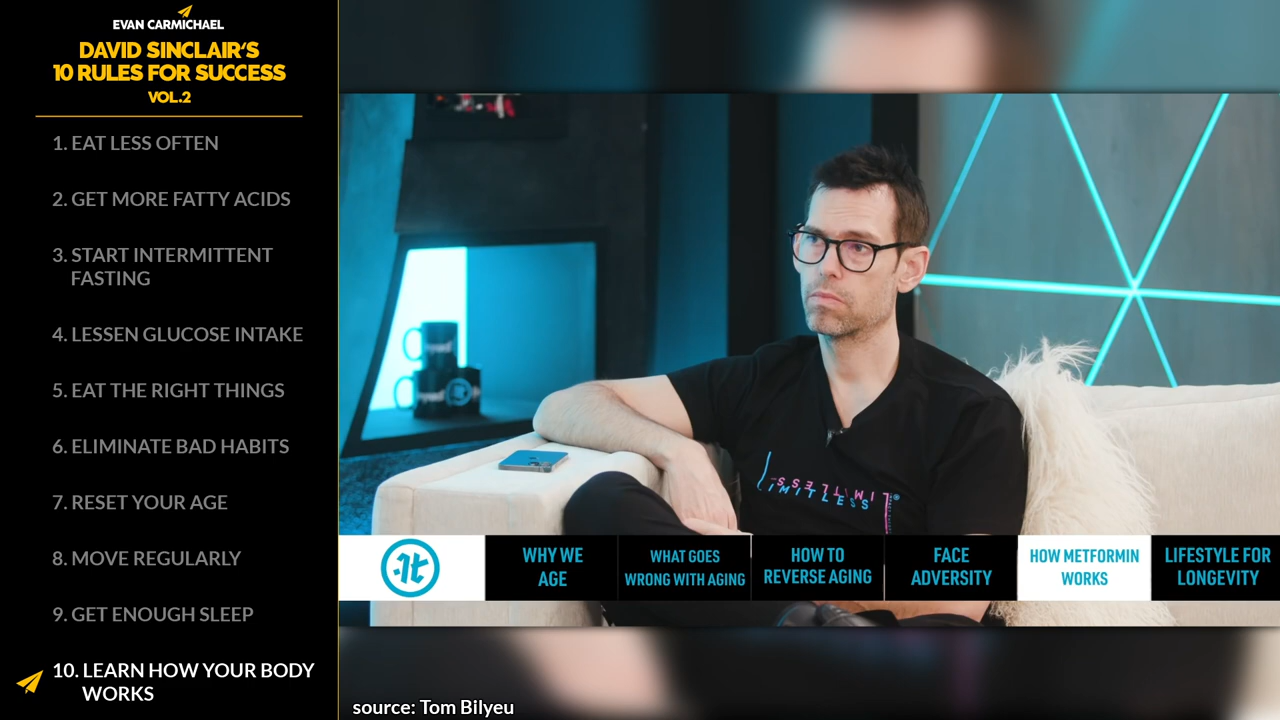 EVAN CARMICHAEL
DAVID SINCLAIR'S
10 RULES FOR SUCCESS
VOL.2
1. EAT LESS OFTEN
2. GET MORE FATTY ACIDS
3. START INTERMITTENT
FASTING
4. LESSEN GLUCOSE INTAKE
5. EAT THE RIGHT THINGS
6. ELIMINATE BAD HABITS
7. RESET YOUR AGE
8. MOVE REGULARLY
9. GET ENOUGH SLEEP
10. LEARN HOW YOUR BODY
WORKS
LIMITLESS
IT
WHY WE
AGE
WHAT GOES
WRONG WITH AGING
HOW TO
REVERSE AGING
FACE
ADVERSITY
HOW METFORMIN
WORKS
LIFESTYLE FOR
LONGEVITY
source: Tom Bilyeu